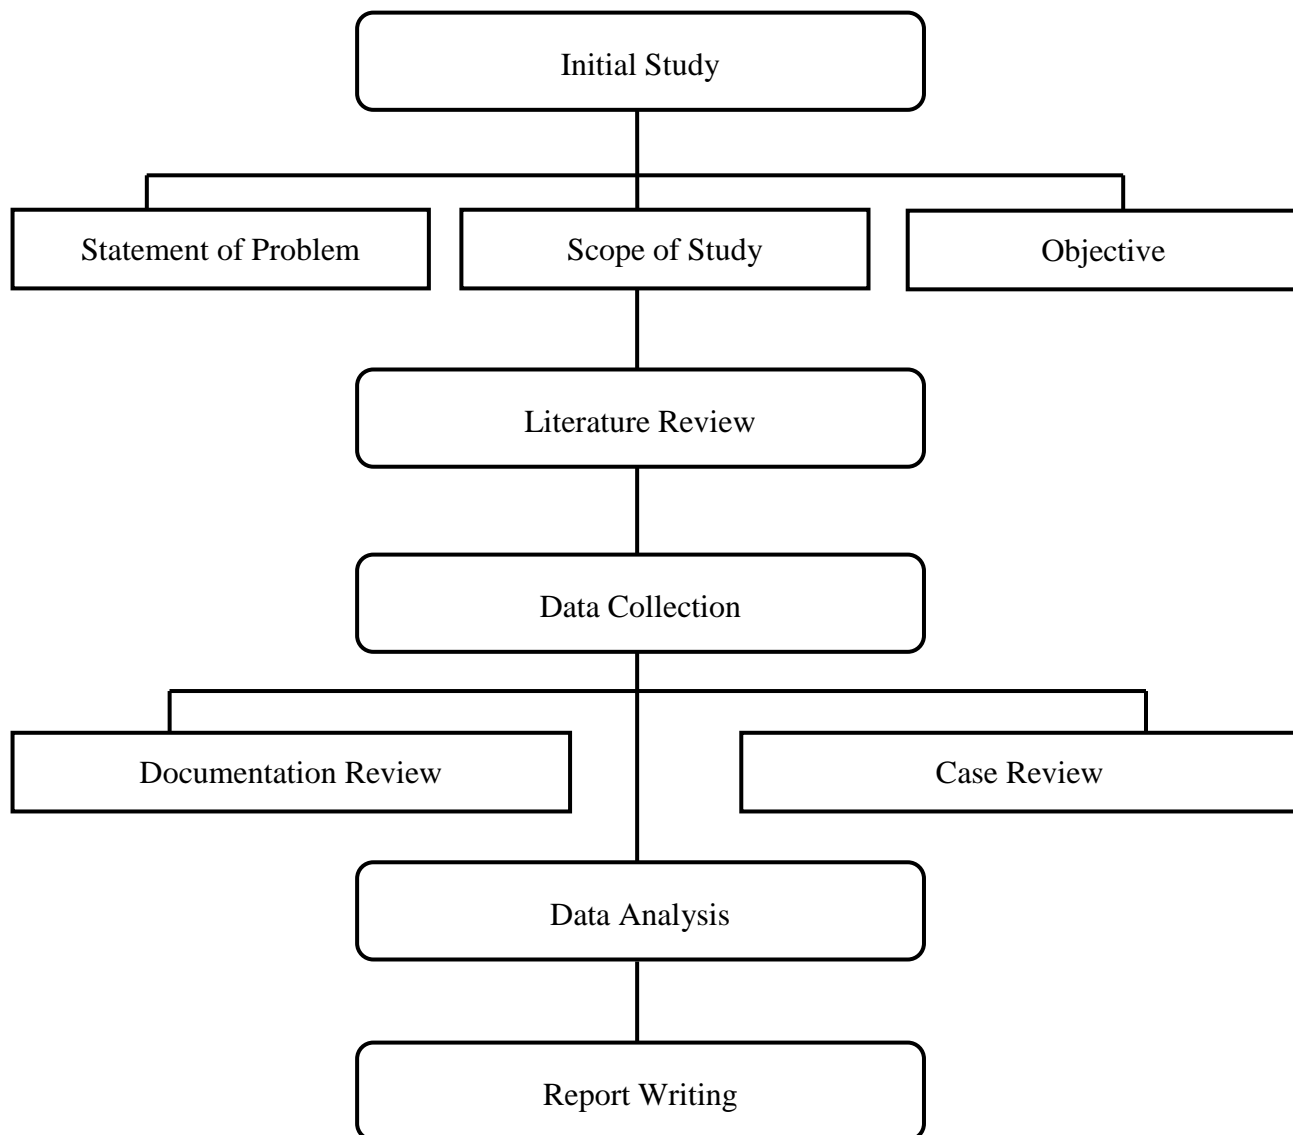 Initial Study
Statement of Problem
Scope of Study
Objective
Literature Review
Data Collection
Documentation Review
Case Review
Data Analysis
Report Writing